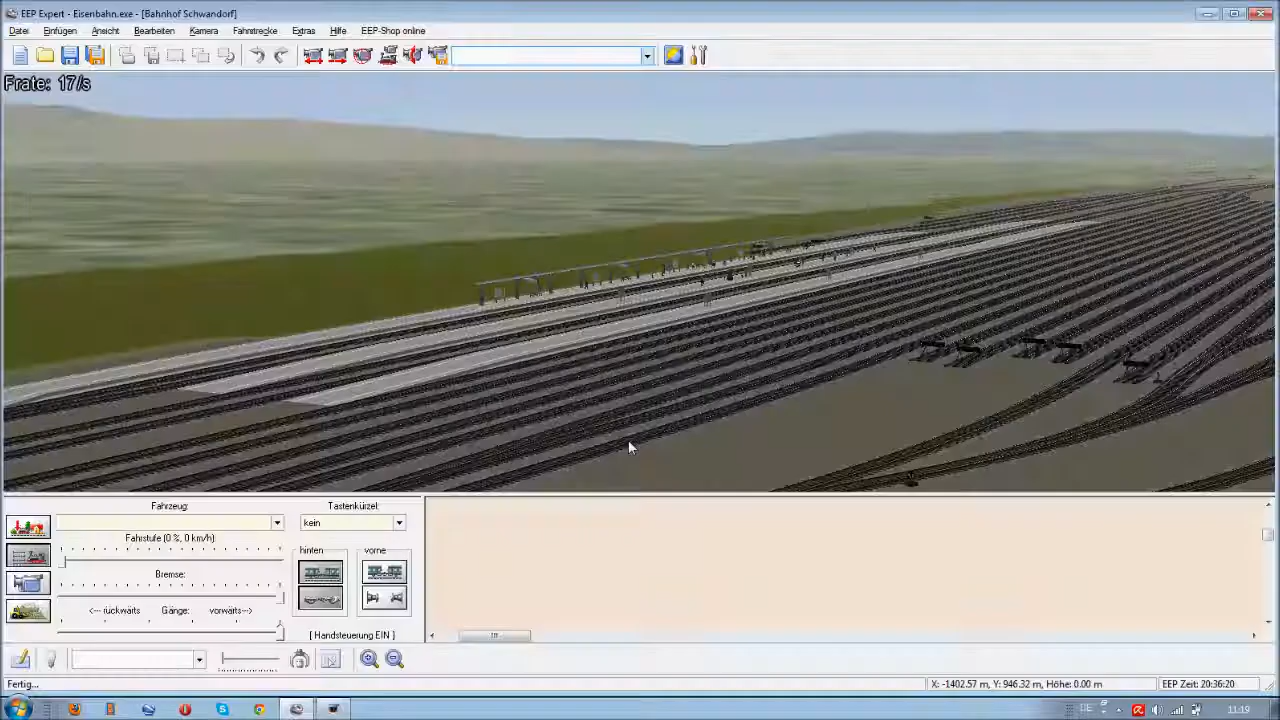 EEP Expert - Eisenbahn.exe - [Bahnhof Schwandorf]
Datei Einfügen Ansicht Bearbeiten Kamera Fahrstrecke Extras Hilfe EEP-Shop online
Frate: 17/s
Fahrzeug: Tastenkürzel:
kein
Fahrstufe (0 %, 0 km/h)
hinten vorne
Bremse:
<--- rückwärts Gänge: vorwärts-->
[ Handsteuerung EIN ]
Fertig... X: -1402.57 m, Y: 946.32 m, Höhe: 0.00 m EEP Zeit: 20:36:20
DE 11:19